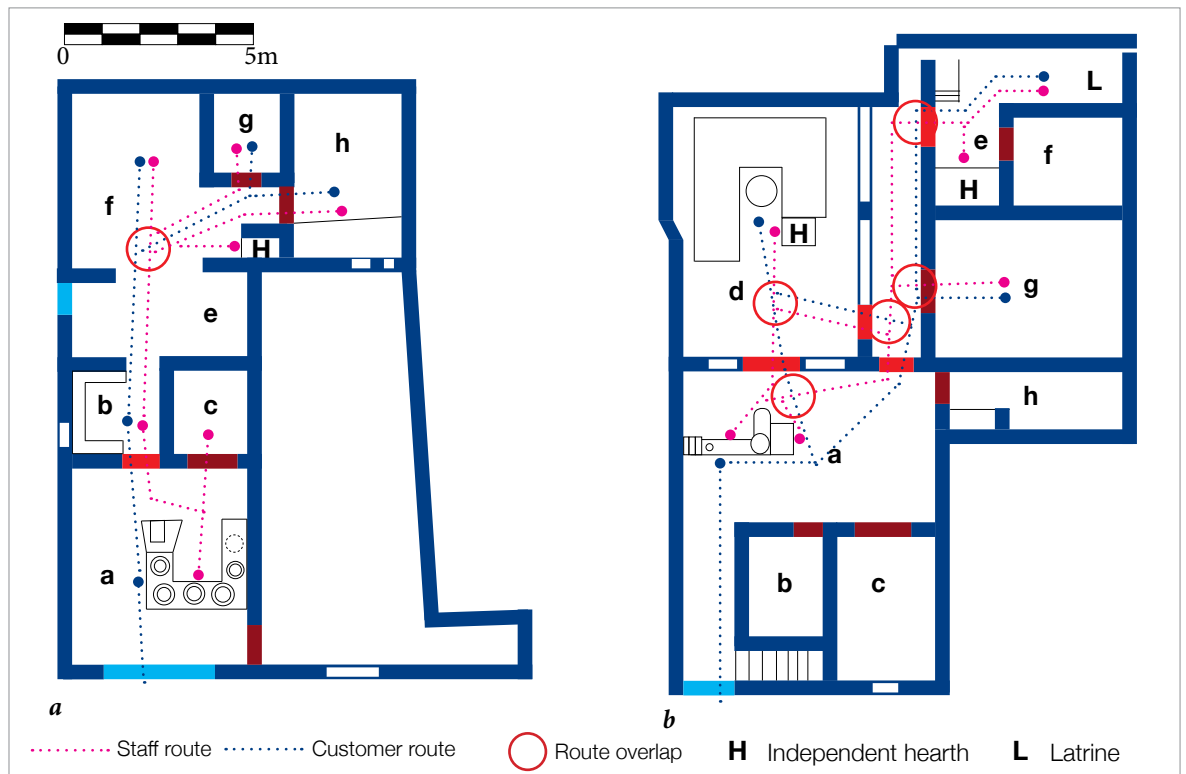 0 5m
g
h
f
H
e
b
c
a
a
L
e
f
H
H
d
g
h
a
b
c
b
Staff route Customer route Route overlap H Independent hearth L Latrine